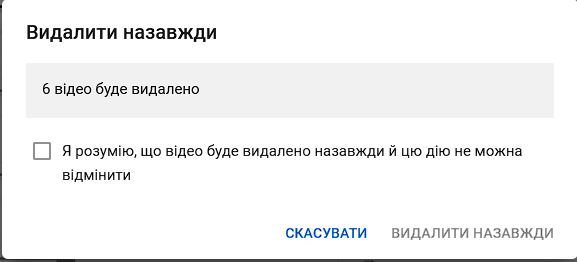 Видалити назавжди
6 відео буде видалено
Я розумію, що відео буде видалено назавжди й цю дію не можна
відмінити
СКАСУВАТИ ВИДАЛИТИ НАЗАВЖДИ